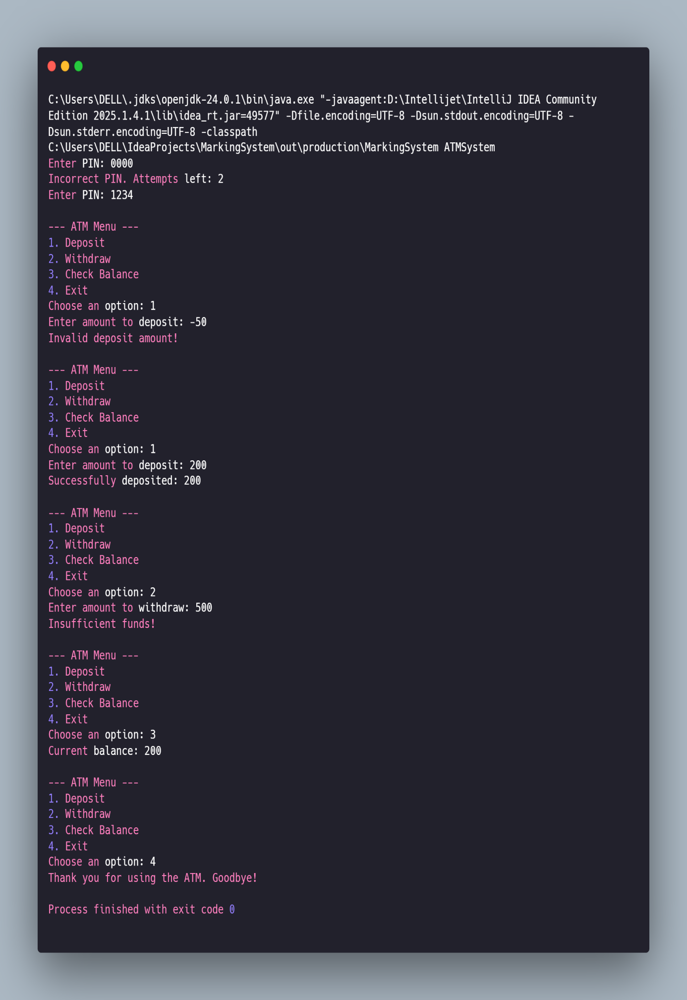 C:\Users\DELL\.jdks\openjdk-24.0.1\bin\java.exe "-javaagent:D:\Intellijet\IntelliJ IDEA Community
Edition 2025.1.4.1\lib\idea_rt.jar=49577" -Dfile.encoding=UTF-8 -Dsun.stdout.encoding=UTF-8 -
Dsun.stderr.encoding=UTF-8 -classpath
C:\Users\DELL\IdeaProjects\MarkingSystem\out\production\MarkingSystem ATMSystem
Enter PIN: 0000
Incorrect PIN. Attempts left: 2
Enter PIN: 1234

--- ATM Menu ---
1. Deposit
2. Withdraw
3. Check Balance
4. Exit
Choose an option: 1
Enter amount to deposit: -50
Invalid deposit amount!

--- ATM Menu ---
1. Deposit
2. Withdraw
3. Check Balance
4. Exit
Choose an option: 1
Enter amount to deposit: 200
Successfully deposited: 200

--- ATM Menu ---
1. Deposit
2. Withdraw
3. Check Balance
4. Exit
Choose an option: 2
Enter amount to withdraw: 500
Insufficient funds!

--- ATM Menu ---
1. Deposit
2. Withdraw
3. Check Balance
4. Exit
Choose an option: 3
Current balance: 200

--- ATM Menu ---
1. Deposit
2. Withdraw
3. Check Balance
4. Exit
Choose an option: 4
Thank you for using the ATM. Goodbye!

Process finished with exit code 0